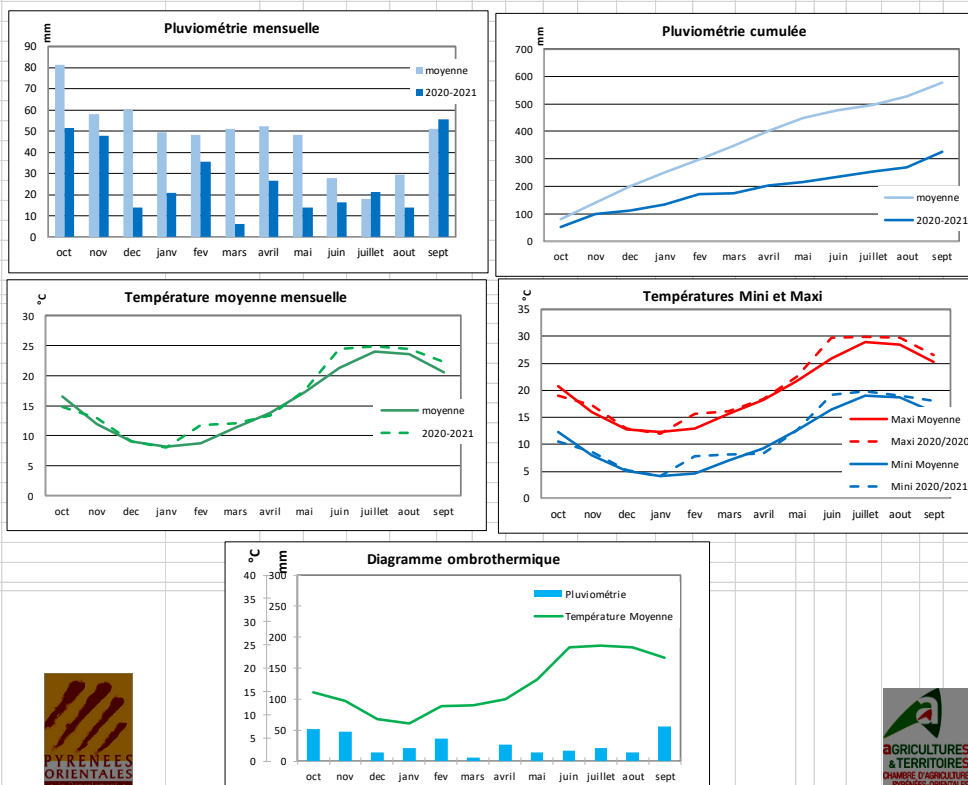 Pluviométrie mensuelle
mm
90
80
70
60
50
40
30
20
10
0
moyenne
2020-2021
oct nov dec janv fev mars avril mai juin juillet aout sept
Pluviométrie cumulée
mm
700
600
500
400
300
200
100
0
moyenne
2020-2021
oct nov dec janv fev mars avril mai juin juillet aout sept
Température moyenne mensuelle
°C
30
25
20
15
10
5
0
moyenne
2020-2021
oct nov dec janv fev mars avril mai juin juillet aout sept
Températures Mini et Maxi
°C
35
30
25
20
15
10
5
0
Maxi Moyenne
Maxi 2020/2020
Mini Moyenne
Mini 2020/2021
oct nov dec janv fev mars avril mai juin juillet aout sept
Diagramme ombrothermique
°C mm
40 300
35
30 250
25 200
20 150
15
10 100
5 50
0 0
Pluviométrie
Température Moyenne
oct nov dec janv fev mars avril mai juin juillet aout sept
PYRENEES
ORIENTALES
AGRICULTURES
& TERRITOIRES
CHAMBRE D'AGRICULTURE
PYRÉNÉES-ORIENTALES